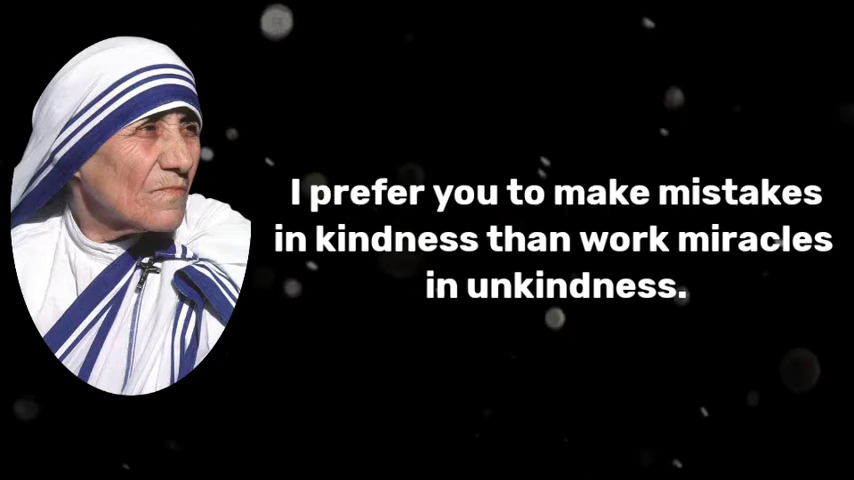 I prefer you to make mistakes
in kindness than work miracles
in unkindness.